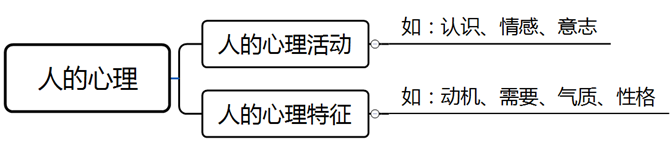 人的心理
人的心理活动
如：认识、情感、意志
人的心理特征
如：动机、需要、气质、性格